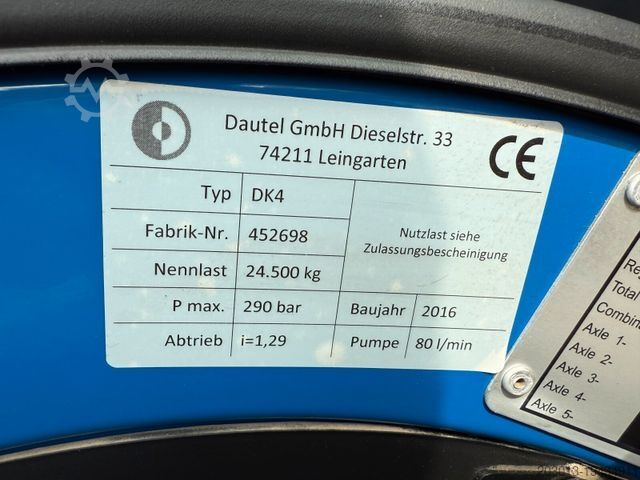 Dautel GmbH Dieselstr. 33
74211 Leingarten
CE
Typ DK4
Fabrik-Nr. 452698
Nennlast 24.500 kg
Nutzlast siehe
Zulassungsbescheinigung
P max. 290 bar Baujahr 2016
Abtrieb i=1,29 Pumpe 80 l/min
Total
Axle 1-
Axle 2-
Axle 3-
Axle 4-
Axle 5-